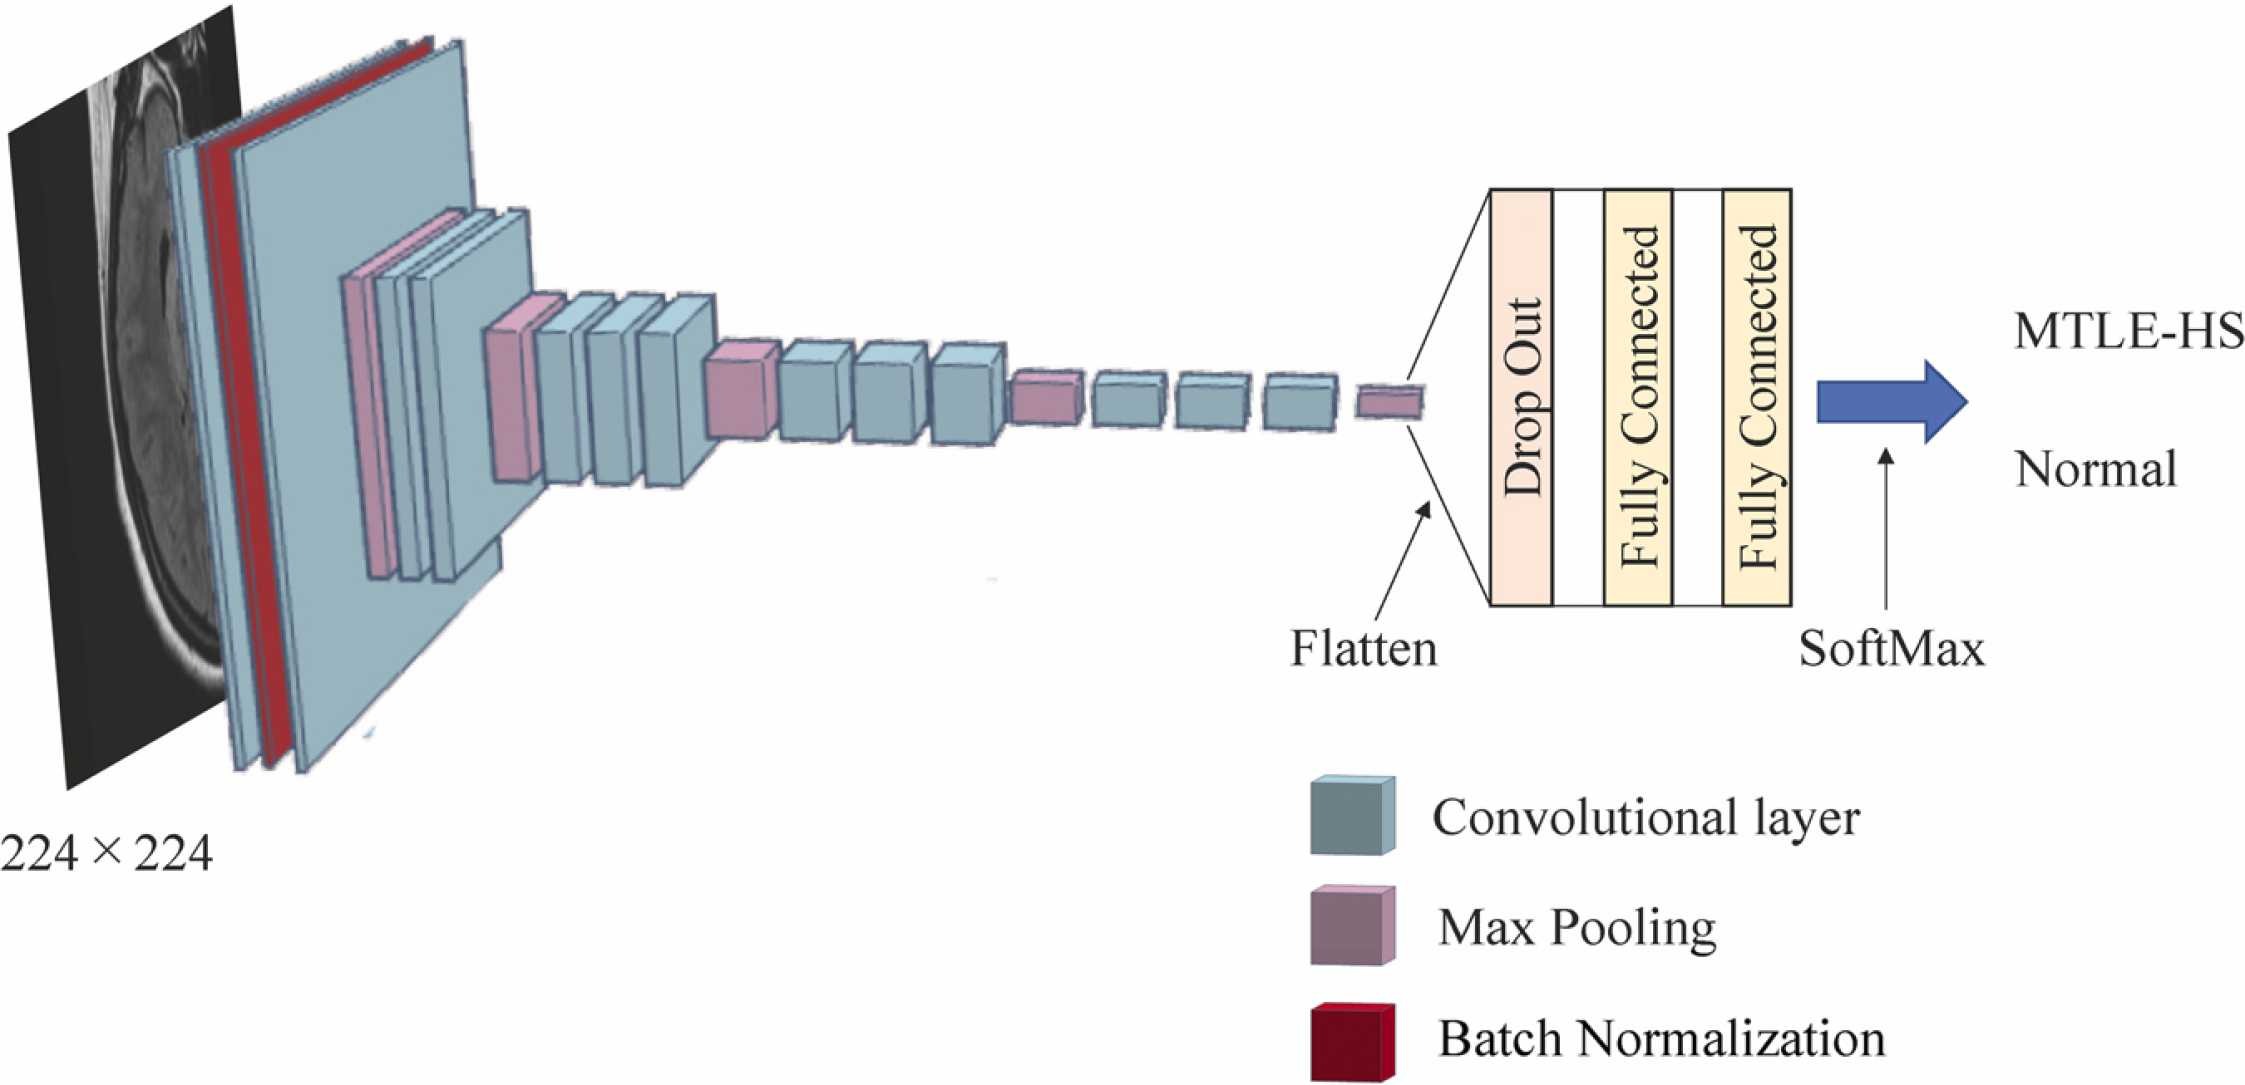 224 × 224
Drop Out
Fully Connected
Fully Connected
MTLE-HS
Normal
Flatten
SoftMax
Convolutional layer
Max Pooling
Batch Normalization